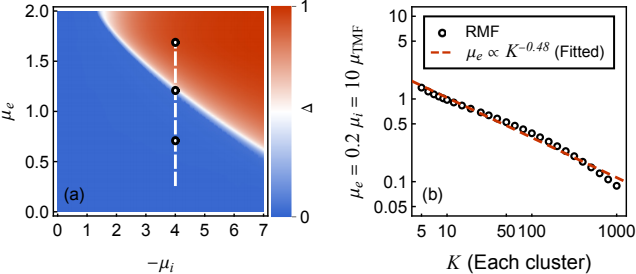 2.0
1.5
1.0
0.5
0.0
μe
(a)
0 1 2 3 4 5 6 7
−μi
1
Δ
0
μe = 0.2 μi = 10 μTMF
10
5
1
0.5
0.1
0.05
RMF
μe ∝ K−0.48 (Fitted)
(b)
5 10 50 100 1000
K (Each cluster)